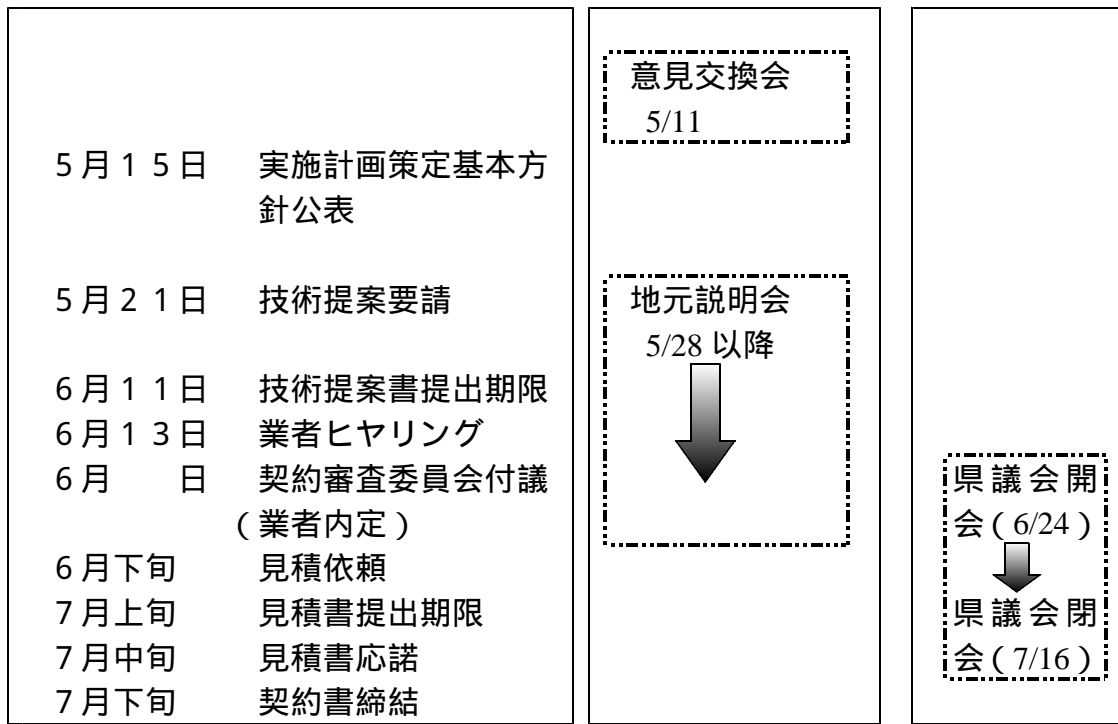 意見交換会
5/11
5月15日 実施計画策定基本方
針公表
5月21日 技術提案要請
地元説明会
5/28 以降
6月11日 技術提案書提出期限
6月13日 業者ヒヤリング
6月 日 契約審査委員会付議
(業者内定)
6月下旬 見積依頼
7月上旬 見積書提出期限
7月中旬 見積書応諾
7月下旬 契約書締結
県議会開
会(6/24)
県議会閉
会(7/16)